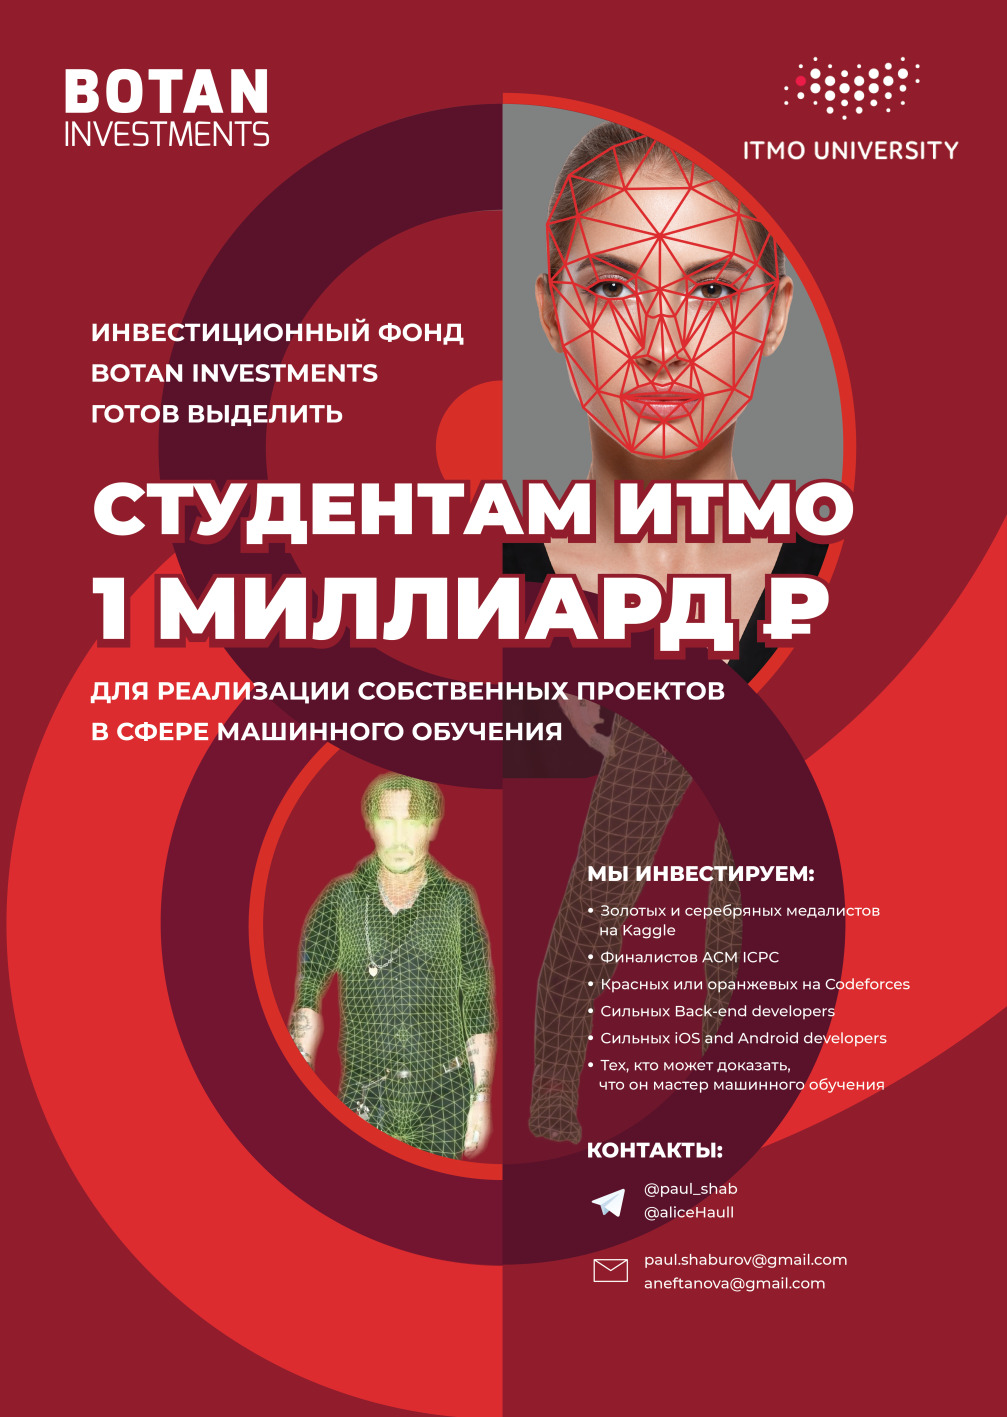 BOTAN
INVESTMENTS
ITMO UNIVERSITY
ИНВЕСТИЦИОННЫЙ ФОНД
BOTAN INVESTMENTS
ГОТОВ ВЫДЕЛИТЬ
СТУДЕНТАМ ИТМО
1 МИЛЛИАРД ₽
ДЛЯ РЕАЛИЗАЦИИ СОБСТВЕННЫХ ПРОЕКТОВ
В СФЕРЕ МАШИННОГО ОБУЧЕНИЯ
МЫ ИНВЕСТИРУЕМ:
• Золотых и серебряных медалистов
на Kaggle
• Финалистов ACM ICPC
• Красных или оранжевых на Codeforces
• Сильных Back-end developers
• Сильных iOS and Android developers
• Тех, кто может доказать,
что он мастер машинного обучения
КОНТАКТЫ:
@paul_shab
@aliceHaull
paul.shaburov@gmail.com
aneftanova@gmail.com